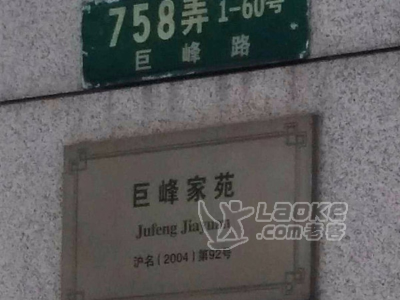 758弄 1-60号
巨峰路
巨峰家苑
Jufeng Jiayuan
沪名(2004)第92号
LAOKE
.com老客